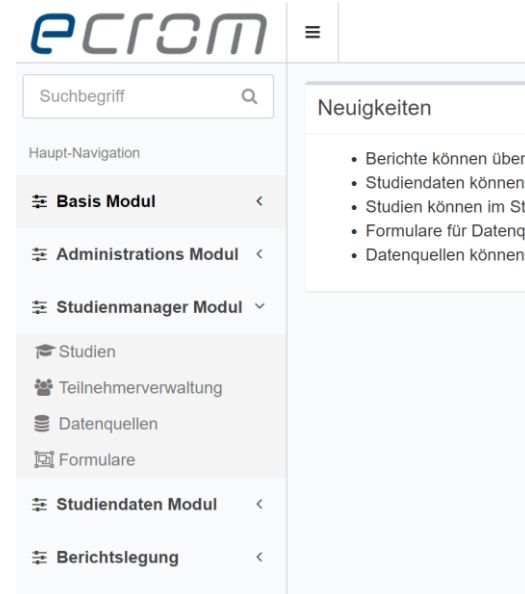 ecrom
Suchbegriff
Haupt-Navigation
Basis Modul
Administrations Modul
Studienmanager Modul
Studien
Teilnehmerverwaltung
Datenquellen
Formulare
Studiendaten Modul
Berichtslegung
Neuigkeiten
Berichte können über
Studiendaten können
Studien können im St
Formulare für Datenq
Datenquellen können